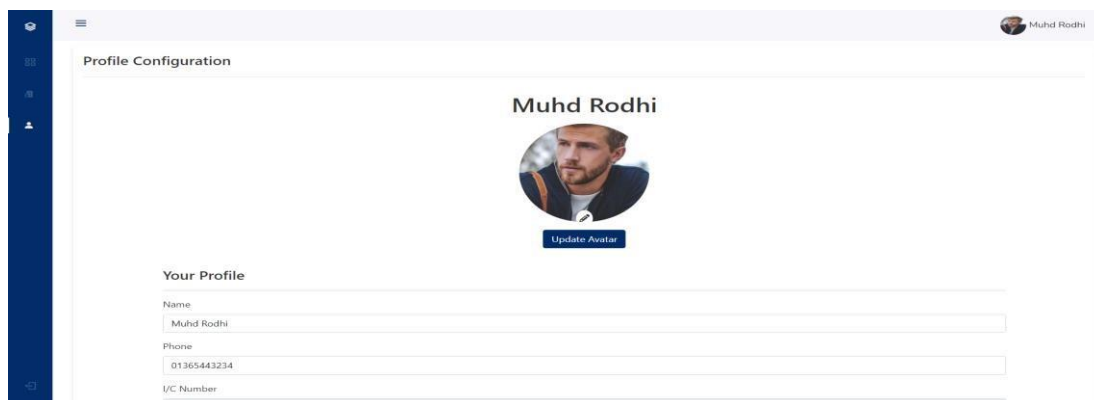 Muhd Rodhi
Profile Configuration
Muhd Rodhi
Update Avatar
Your Profile
Name
Muhd Rodhi
Phone
01365443234
I/C Number